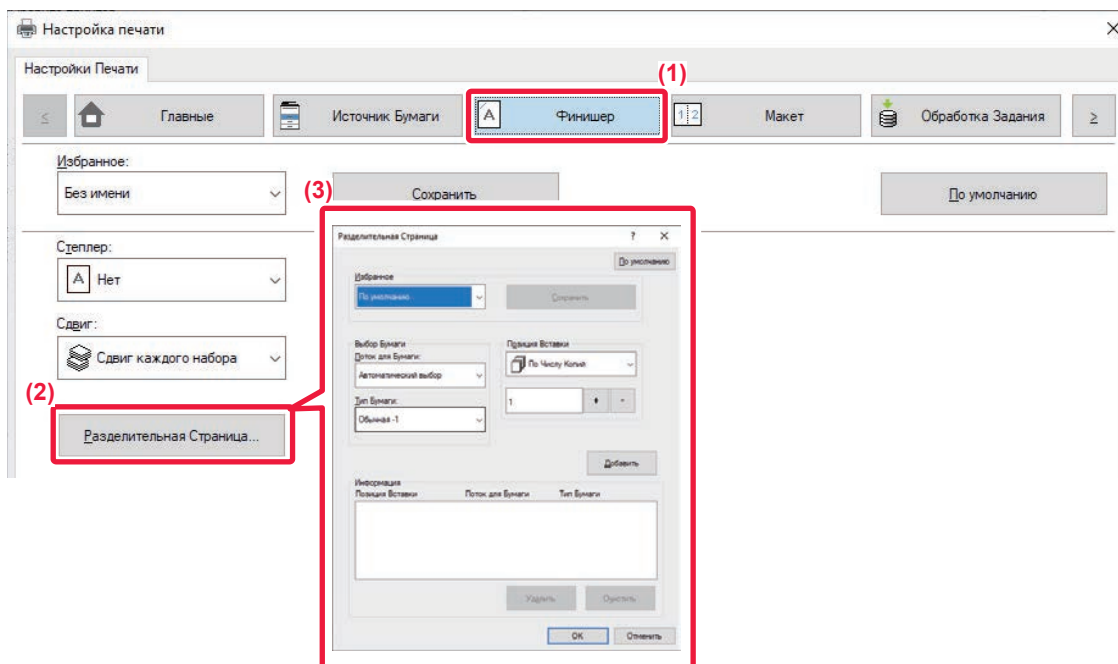 Настройка печати
Настройки Печати
(1)
Главные
Источник Бумаги
Финишер
Макет
Обработка Задания
Избранное:
Без имени
(3)
Сохранить
По умолчанию
Разделительная Страница
По умолчанию
Избранное
По умолчанию
Сохранить
Степлер:
Нет
Сдвиг:
Сдвиг каждого набора
Выбор Бумаги
Поток для Бумаги:
Автоматический выбор
Тип Бумаги:
Обычная -1
Позиция Вставки
По Числу Копий
1
+ -
(2)
Разделительная Страница...
Добавить
Информация
Позиция Вставки Поток для Бумаги Тип Бумаги
Удалить
Очистить
OK
Отменить